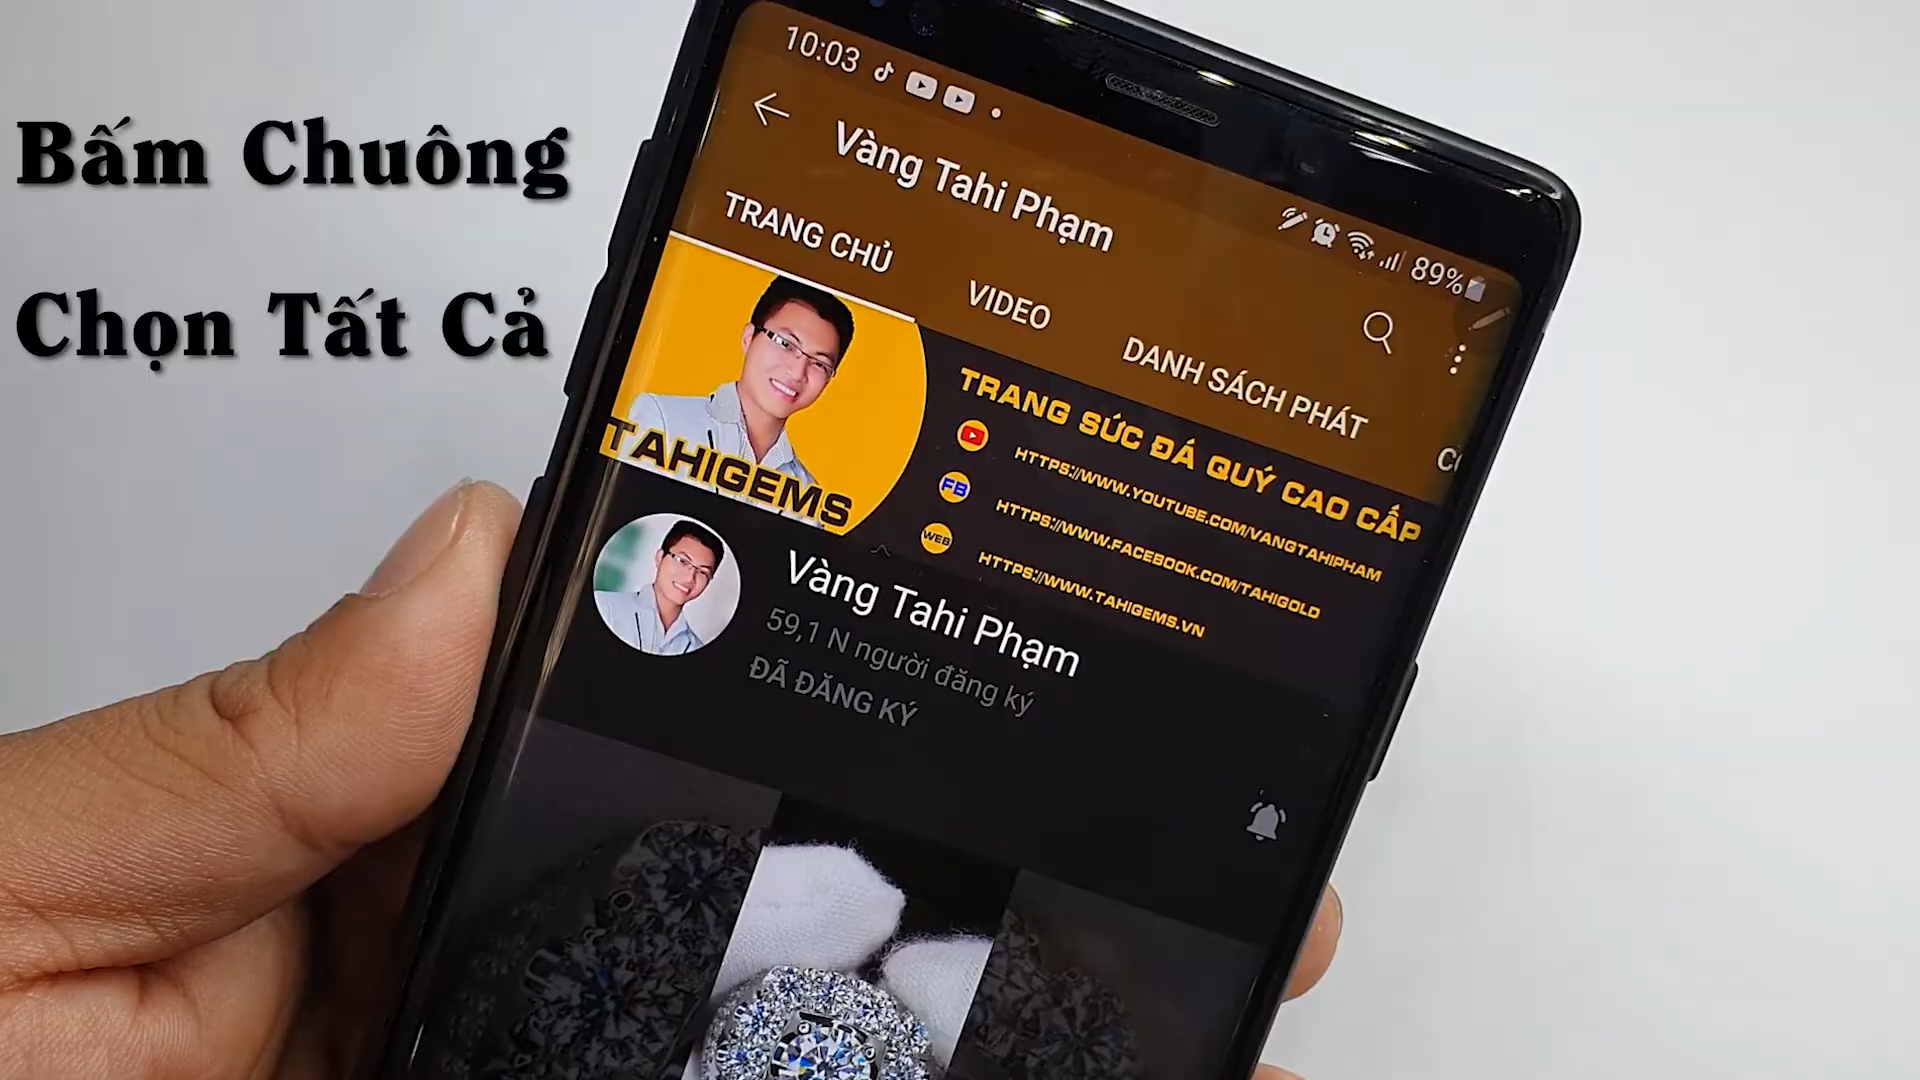 Bấm Chuông
Chọn Tất Cả
10:03
89%
Vàng Tahi Phạm
TRANG CHỦ
VIDEO
DANH SÁCH PHÁT
TAHIGEMS
TRANG SỨC ĐÁ QUÝ CAO CẤP
HTTPS://WWW.YOUTUBE.COM/VANGTAHIPHAM
FB
HTTPS://WWW.FACEBOOK.COM/TAHIGOLD
WEB
HTTPS://WWW.TAHIGEMS.VN
Vàng Tahi Phạm
59,1 N người đăng ký
ĐÃ ĐĂNG KÝ